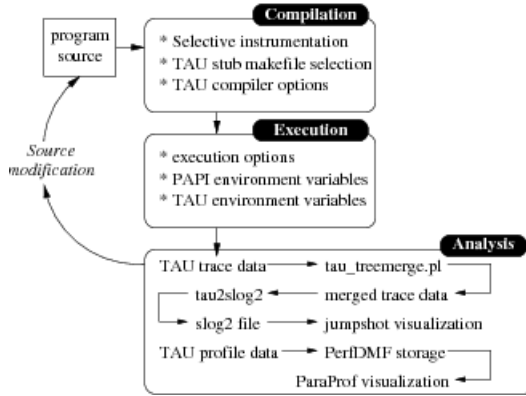 Compilation
program
source
* Selective instrumentation
* TAU stub makefile selection
* TAU compiler options
Execution
* execution options
* PAPI environment variables
* TAU environment variables
Source
modification
Analysis
TAU trace data tau_treemerge.pl
tau2slog2 merged trace data
slog2 file jumpshot visualization
TAU profile data PerfDMF storage
ParaProf visualization